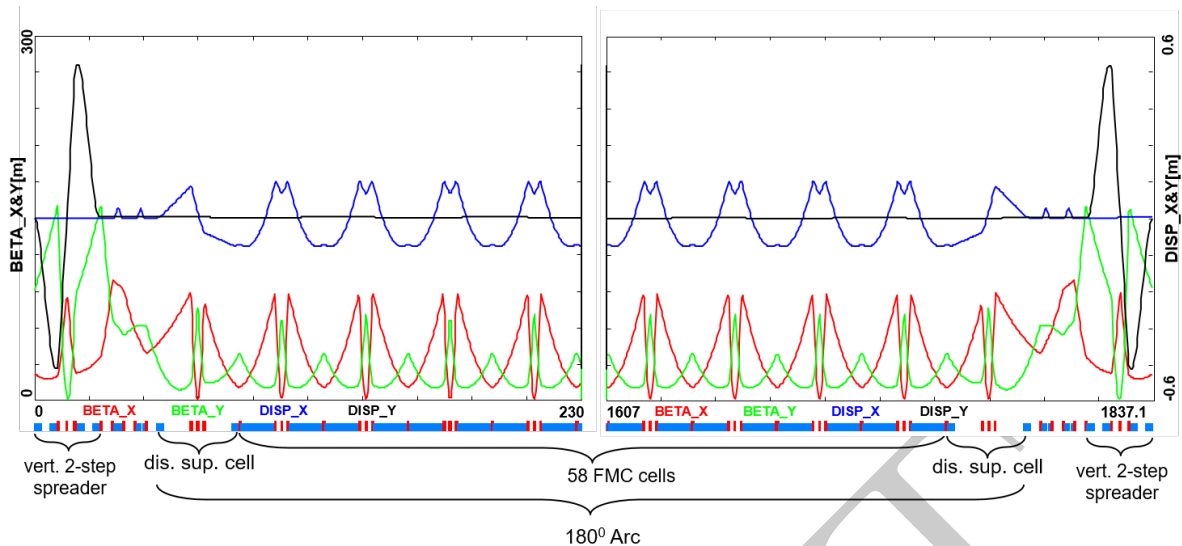 300
BETA_X&Y[m]
0
0.6
DISP_X&Y[m]
-0.6
0 BETA_X BETA_Y DISP_X DISP_Y 230
1607 BETA_X BETA_Y DISP_X DISP_Y 1837.1
vert. 2-step
spreader
dis. sup. cell
58 FMC cells
dis. sup. cell
vert. 2-step
spreader
180⁰ Arc